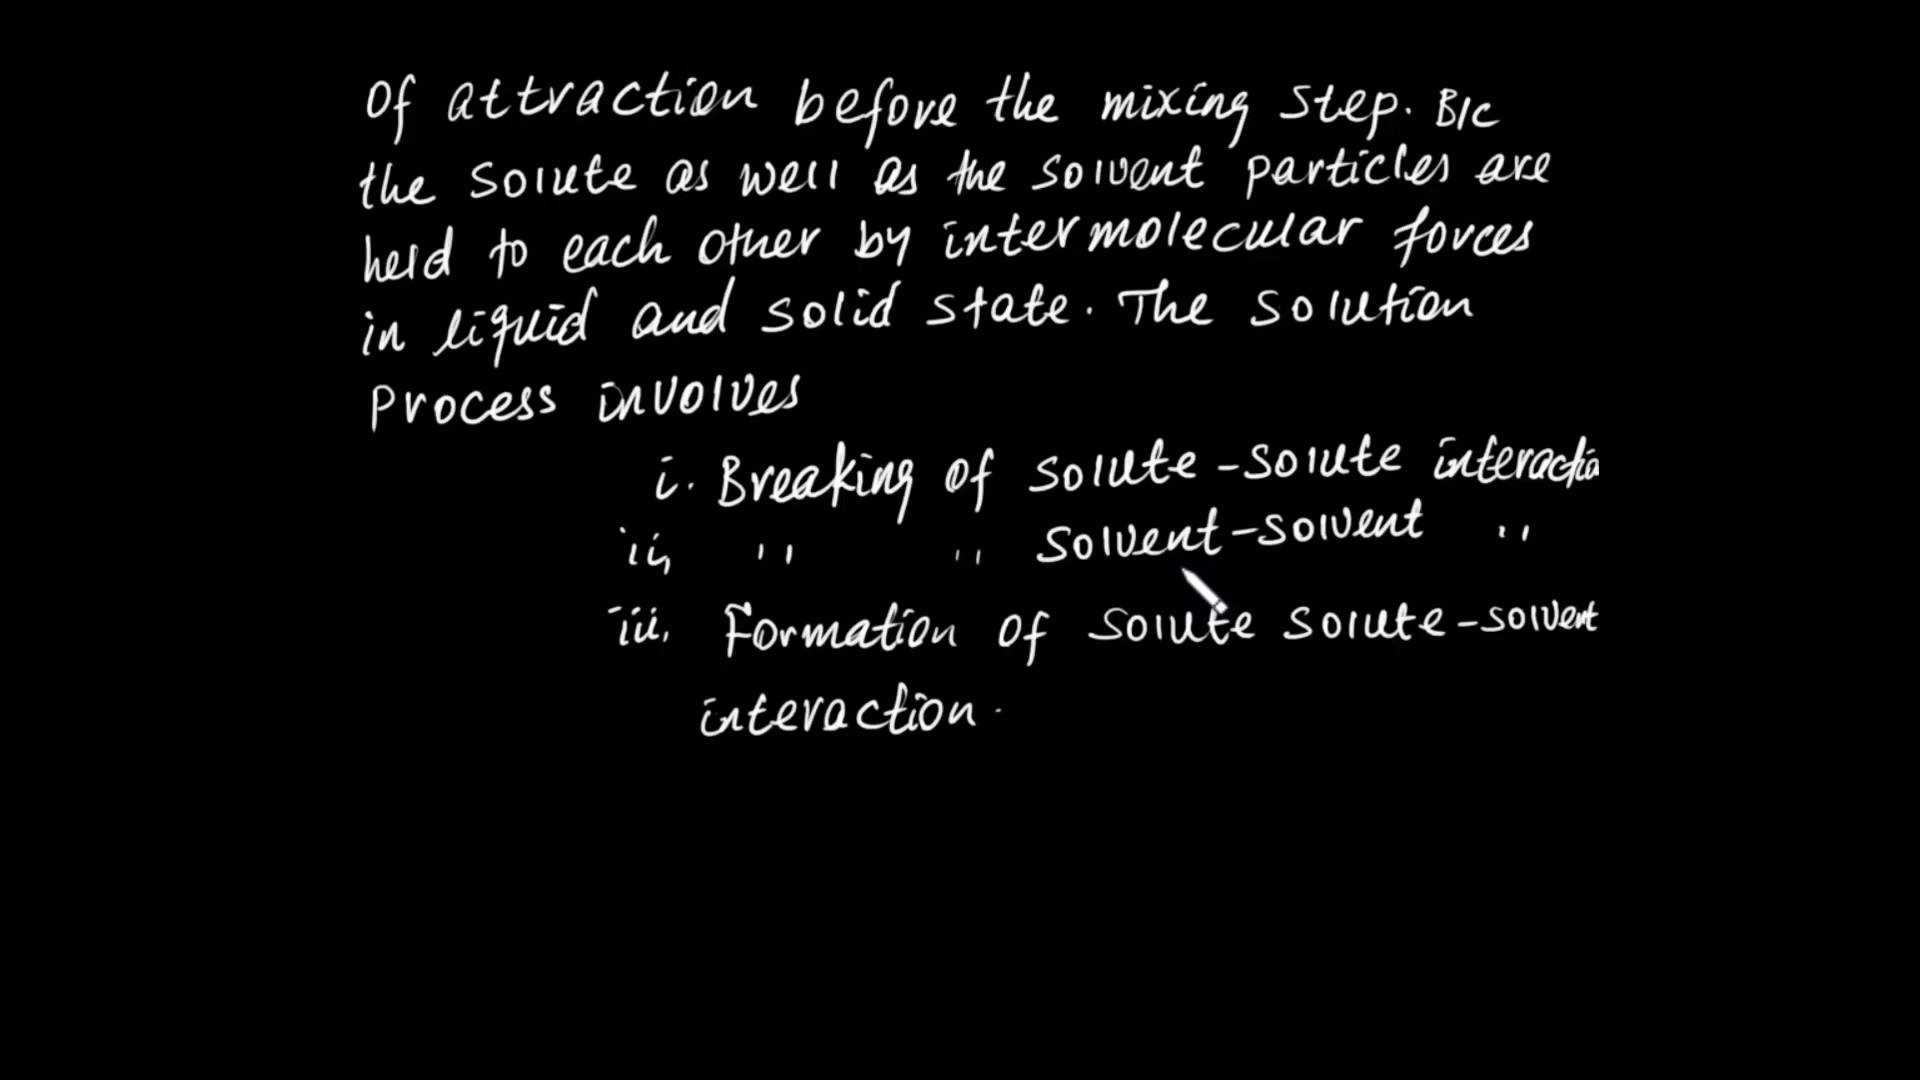 of attraction before the mixing step. B/c
the solute as well as the solvent particles are
held to each other by intermolecular forces
in liquid and solid state. The solution
Process involves
i. Breaking of solute-solute interactio
ii, '' '' solvent-solvent ''
iii, Formation of solute solute-solvent
interaction.